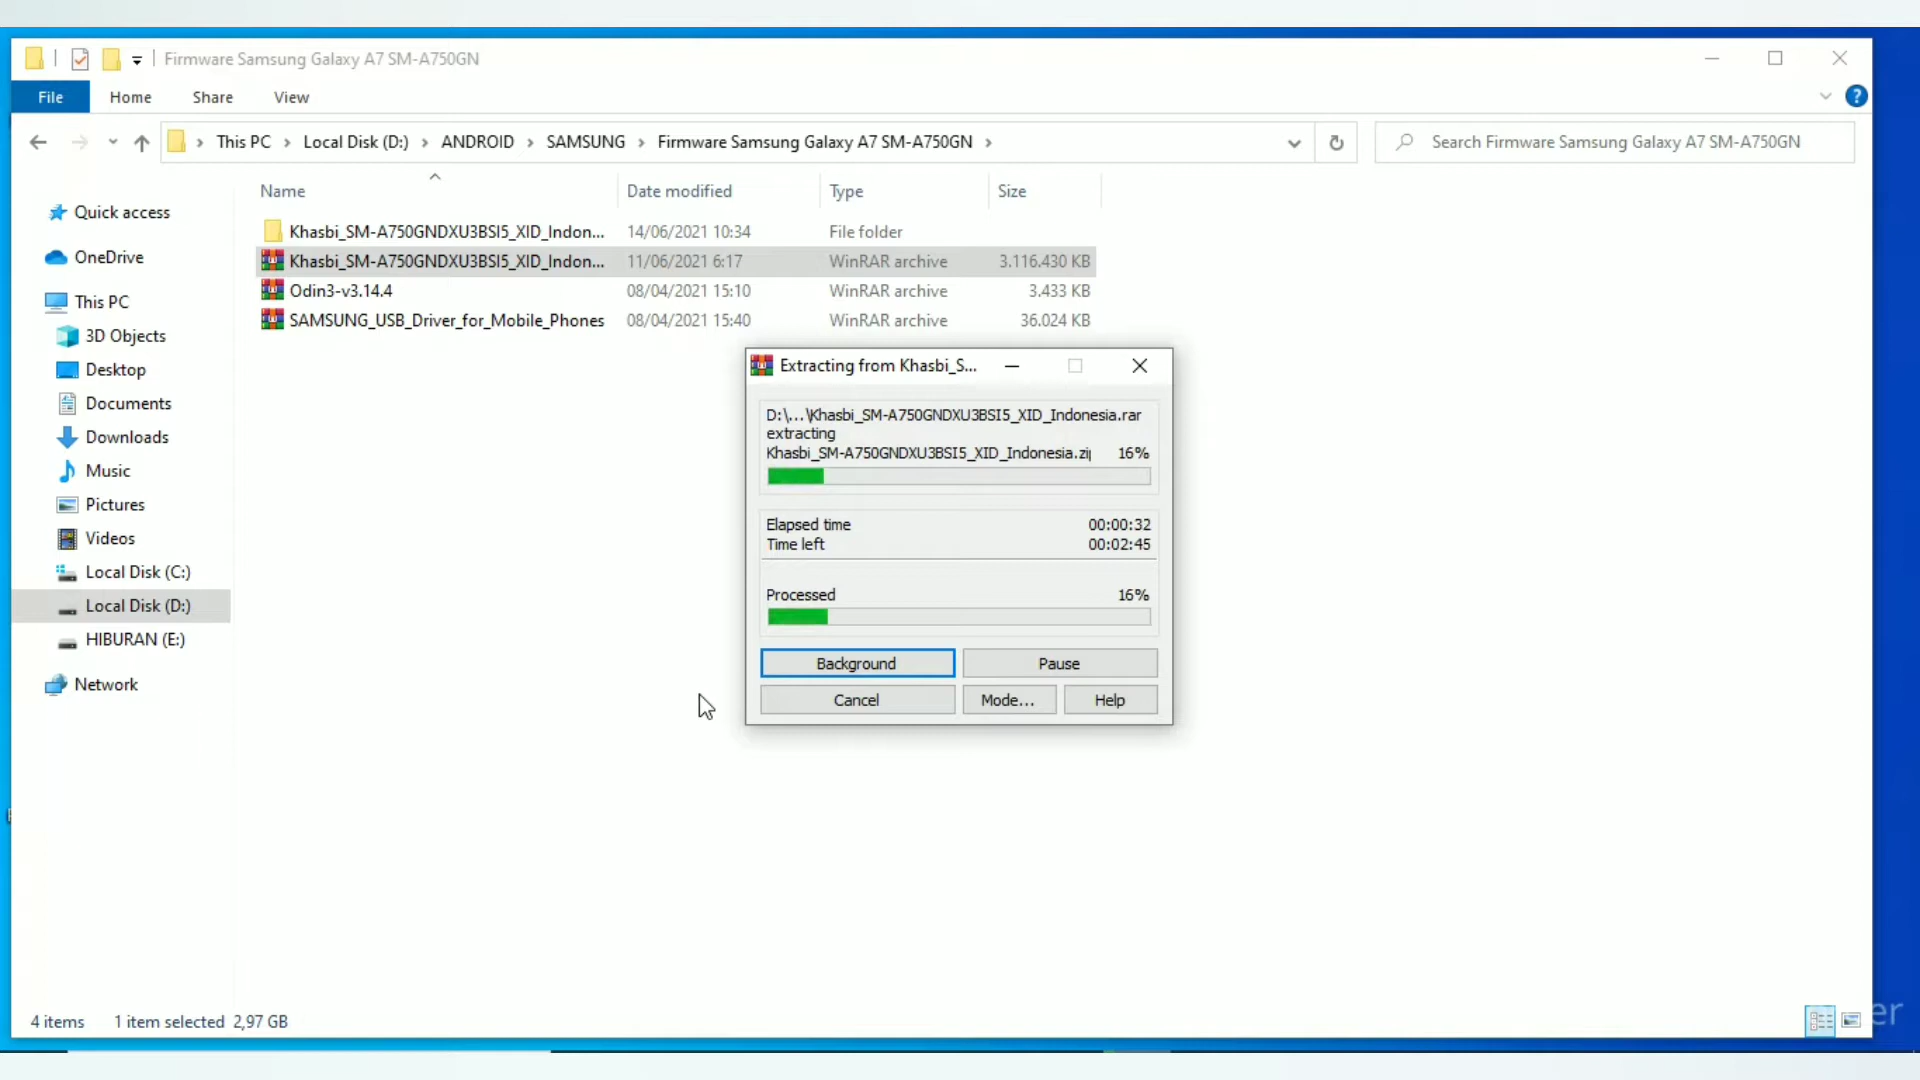 Firmware Samsung Galaxy A7 SM-A750GN
File Home Share View
This PC Local Disk (D:) ANDROID SAMSUNG Firmware Samsung Galaxy A7 SM-A750GN
Search Firmware Samsung Galaxy A7 SM-A750GN
Name Date modified Type Size
Khasbi_SM-A750GNDXU3BSI5_XID_Indon... 14/06/2021 10:34 File folder
Khasbi_SM-A750GNDXU3BSI5_XID_Indon... 11/06/2021 6:17 WinRAR archive 3.116.430 KB
Odin3-v3.14.4 08/04/2021 15:10 WinRAR archive 3.433 KB
SAMSUNG_USB_Driver_for_Mobile_Phones 08/04/2021 15:40 WinRAR archive 36.024 KB
Quick access
OneDrive
This PC
3D Objects
Desktop
Documents
Downloads
Music
Pictures
Videos
Local Disk (C:)
Local Disk (D:)
HIBURAN (E:)
Network
Extracting from Khasbi_S...
D:\...\Khasbi_SM-A750GNDXU3BSI5_XID_Indonesia.rar
extracting
Khasbi_SM-A750GNDXU3BSI5_XID_Indonesia.zi 16%
Elapsed time 00:00:32
Time left 00:02:45
Processed 16%
Background Pause
Cancel Mode... Help
4 items 1 item selected 2,97 GB
er